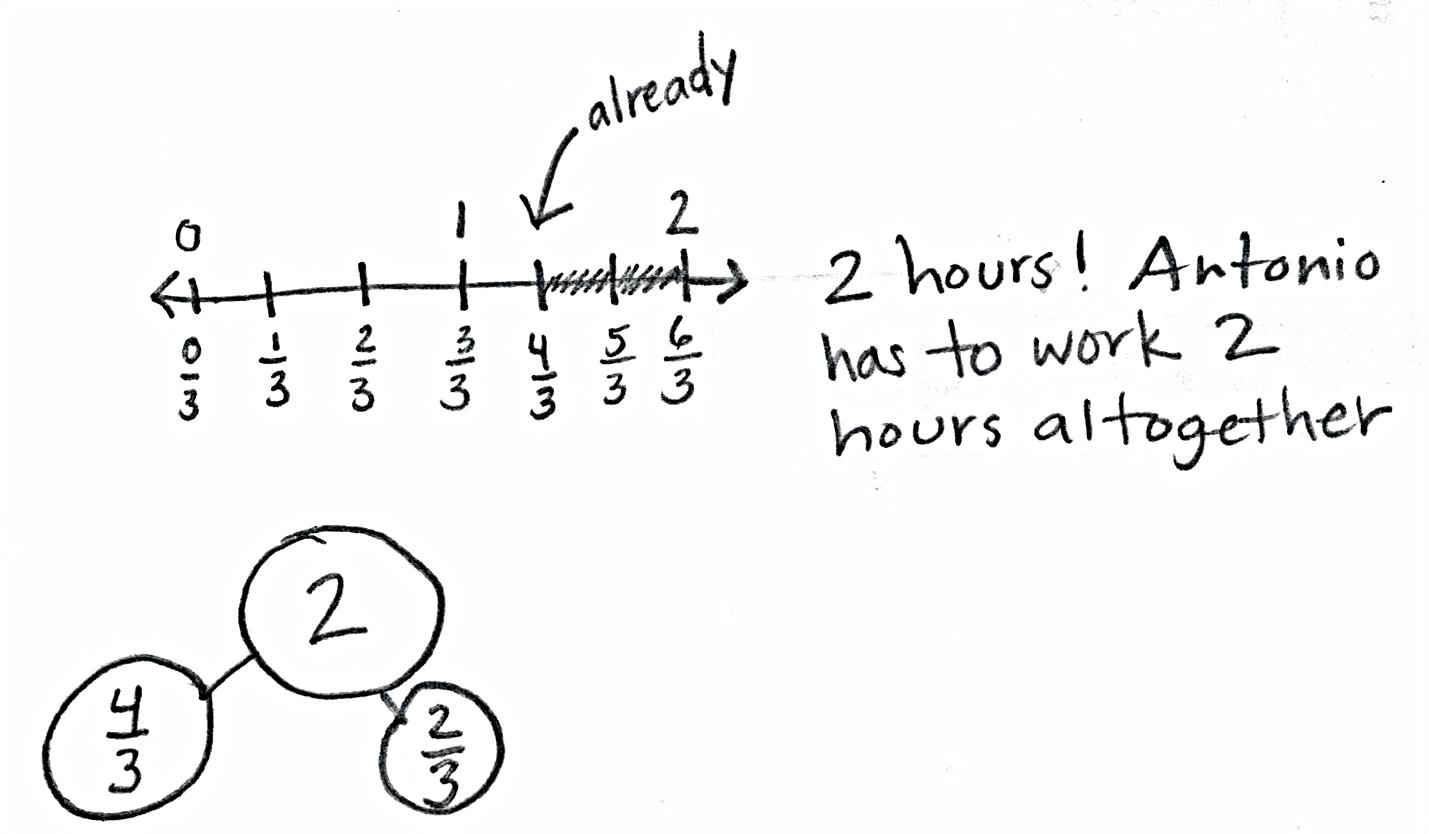 already
0 1 2
0/3 1/3 2/3 3/3 4/3 5/3 6/3
2 hours! Antonio
has to work 2
hours altogether
2
4/3 2/3